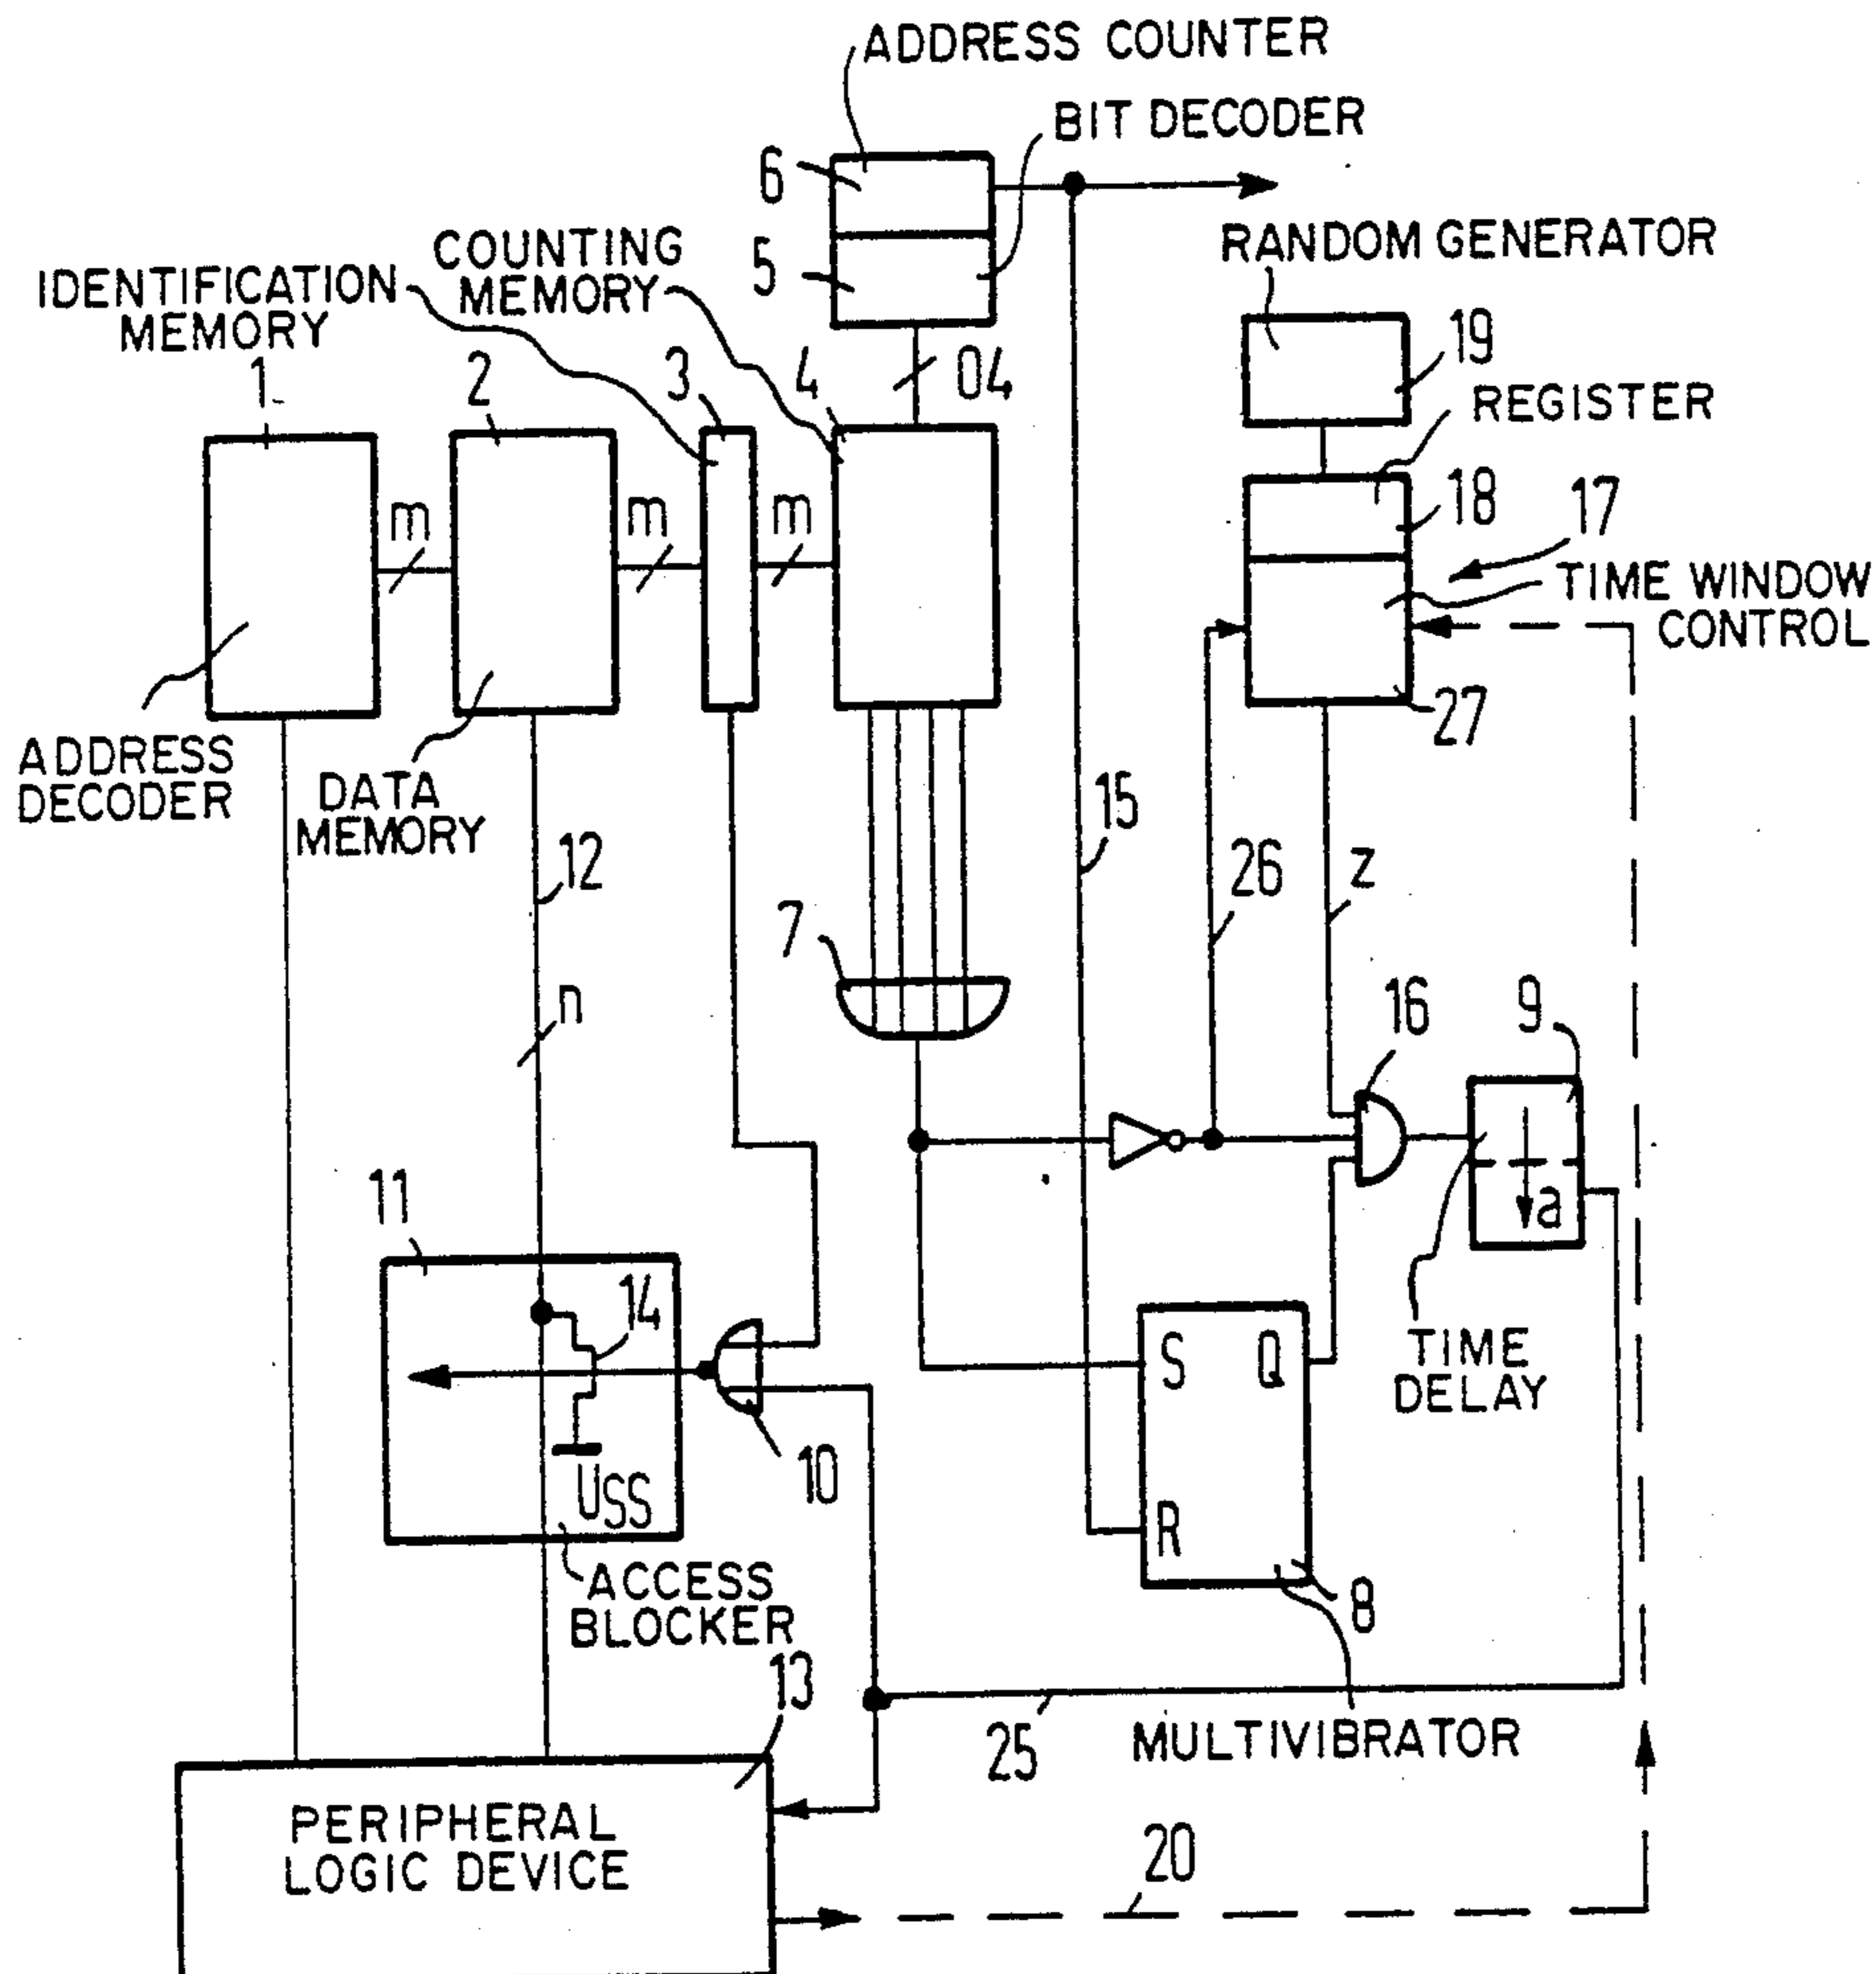 ADDRESS COUNTER
BIT DECODER
6
5
RANDOM GENERATOR
COUNTING
MEMORY
IDENTIFICATION
MEMORY
1
2
3
4
04
19
REGISTER
18
17
m
m
m
TIME WINDOW
CONTROL
27
ADDRESS
DECODER
DATA
MEMORY
12
15
26
Z
7
n
16
9
a
11
14
S
Q
TIME
DELAY
10
USS
R
ACCESS
BLOCKER
8
13
25
MULTIVIBRATOR
PERIPHERAL
LOGIC DEVICE
20